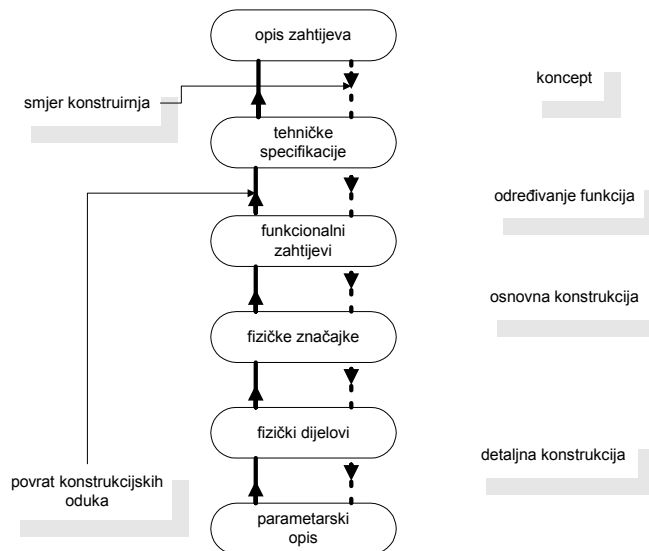 opis zahtijeva
koncept
smjer konstruirnja
tehničke
specifikacije
određivanje funkcija
funkcionalni
zahtijevi
osnovna konstrukcija
fizičke značajke
fizički dijelovi
detaljna konstrukcija
povrat konstrukcijskih
oduka
parametarski
opis